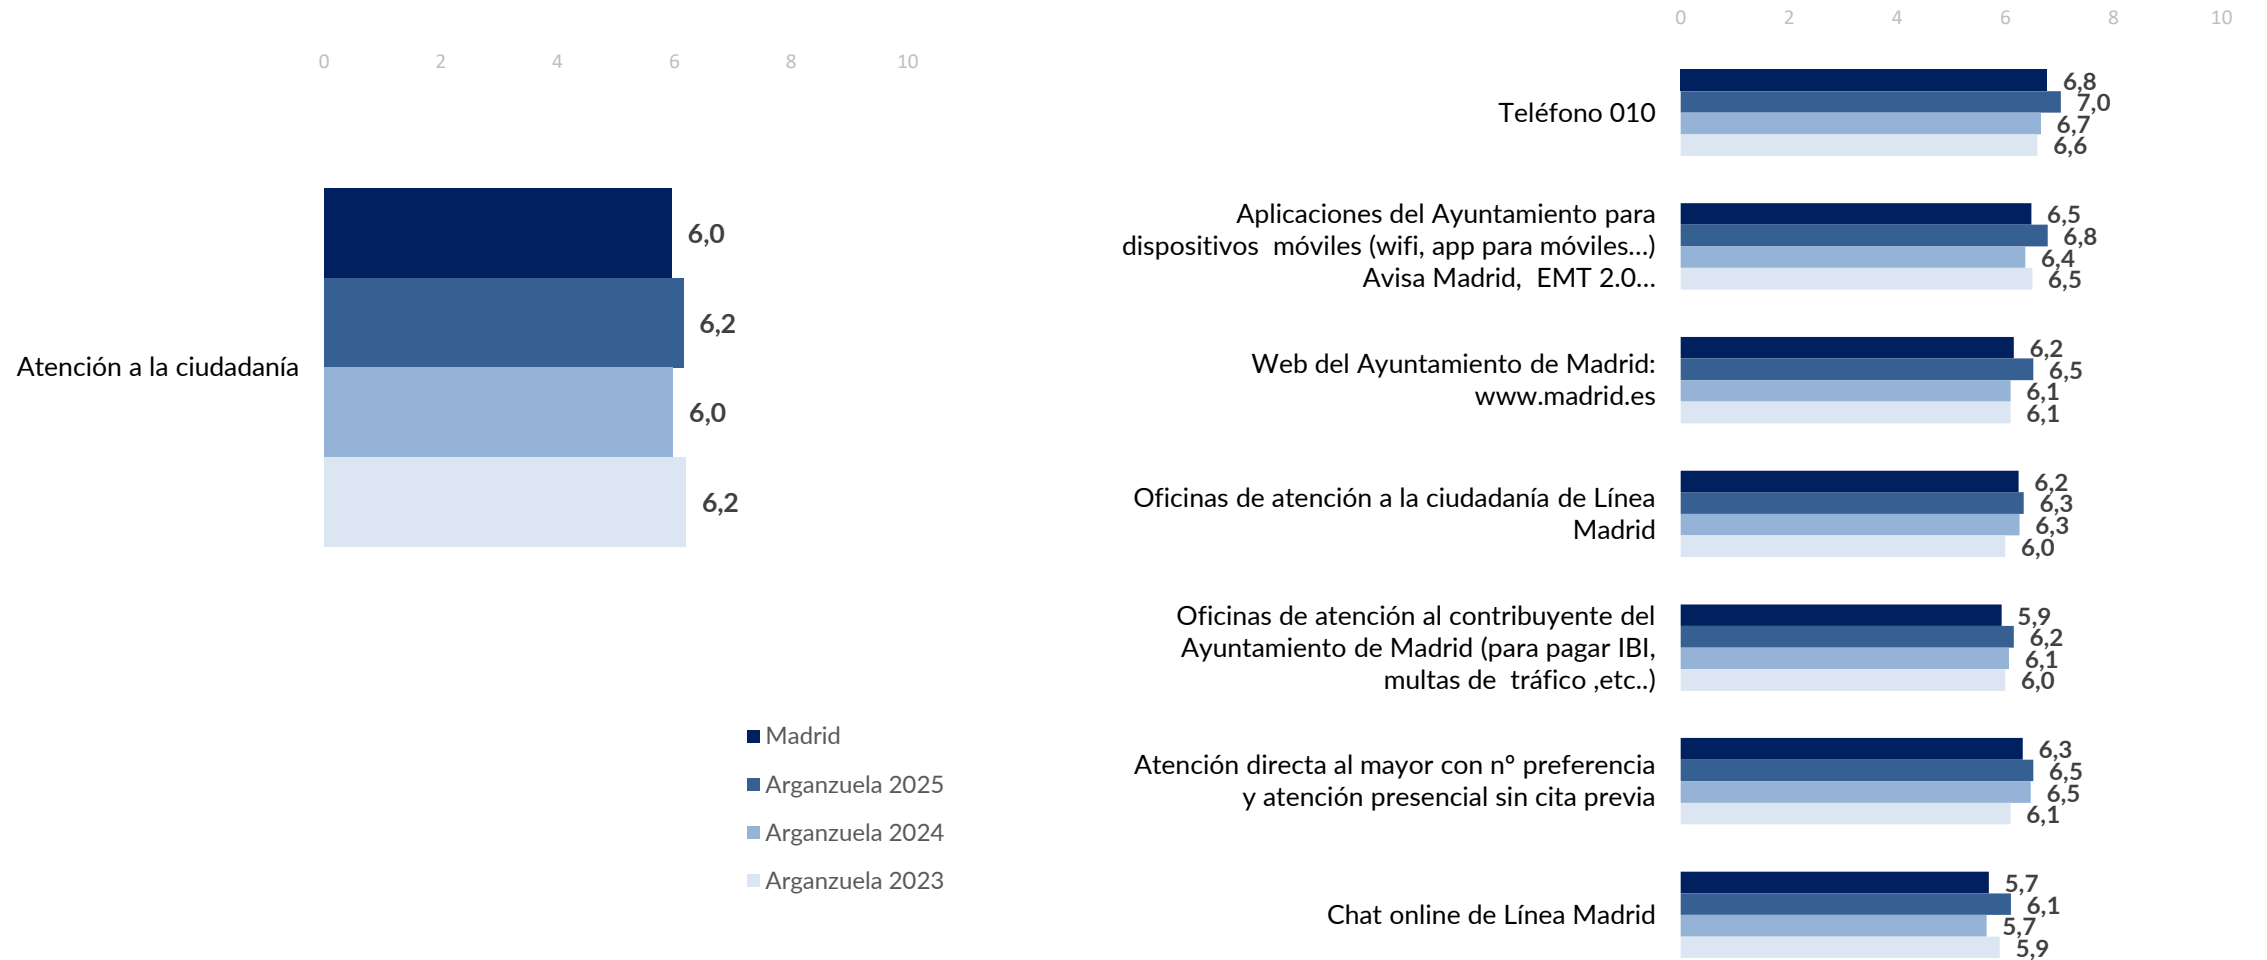 0 2 4 6 8 10
Atención a la ciudadanía
6,0
6,2
6,0
6,2
Madrid
Arganzuela 2025
Arganzuela 2024
Arganzuela 2023
0 2 4 6 8 10
Teléfono 010
6,8
7,0
6,7
6,6
Aplicaciones del Ayuntamiento para
dispositivos  móviles (wifi, app para móviles...)
Avisa Madrid,  EMT 2.0...
6,5
6,8
6,4
6,5
Web del Ayuntamiento de Madrid:
www.madrid.es
6,2
6,5
6,1
6,1
Oficinas de atención a la ciudadanía de Línea
Madrid
6,2
6,3
6,3
6,0
Oficinas de atención al contribuyente del
Ayuntamiento de Madrid (para pagar IBI,
multas de  tráfico ,etc..)
5,9
6,2
6,1
6,0
Atención directa al mayor con nº preferencia
y atención presencial sin cita previa
6,3
6,5
6,5
6,1
Chat online de Línea Madrid
5,7
6,1
5,7
5,9